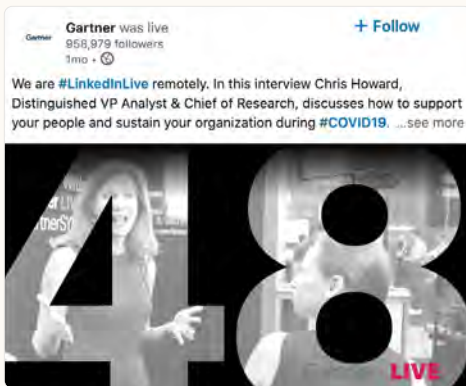 Gartner
Gartner was live
+ Follow
958,979 followers
1mo •
We are #LinkedInLive remotely. In this interview Chris Howard,
Distinguished VP Analyst & Chief of Research, discusses how to support
your people and sustain your organization during #COVID19. ...see more
48
LIVE